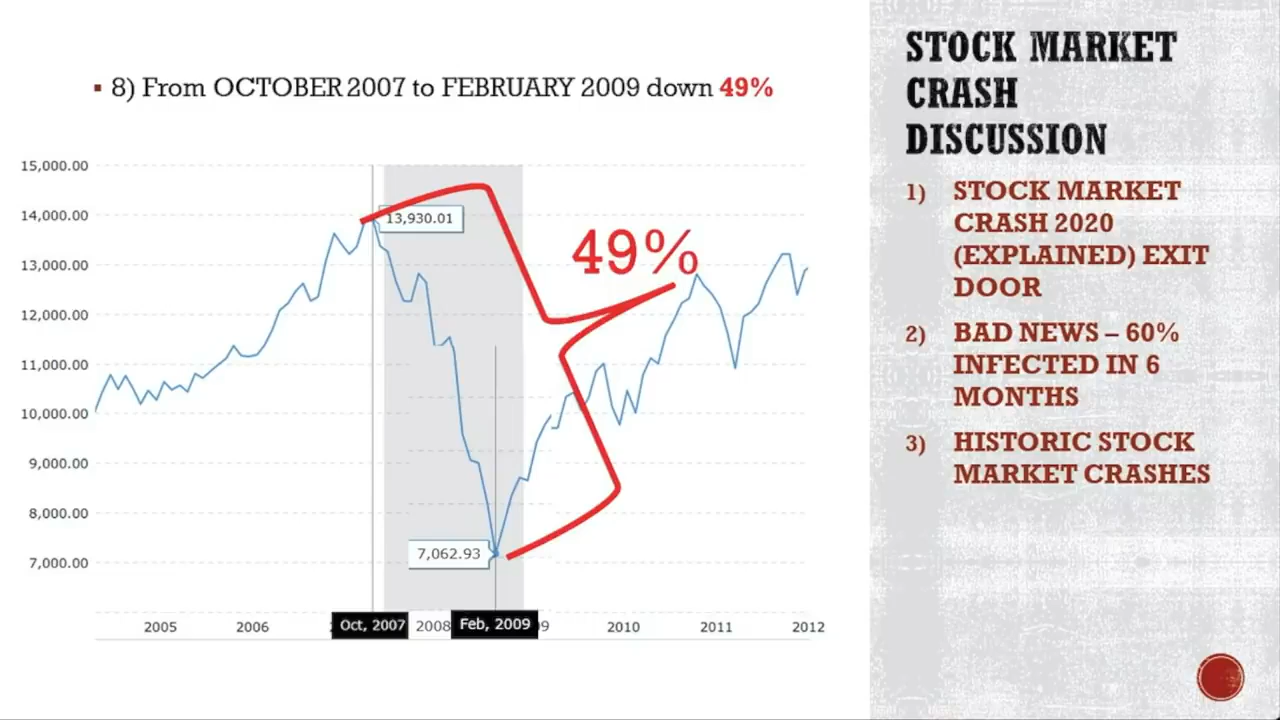 8) From OCTOBER 2007 to FEBRUARY 2009 down 49%
15,000.00
14,000.00
13,000.00
12,000.00
11,000.00
10,000.00
9,000.00
8,000.00
7,000.00
13,930.01
49%
7,062.93
2005
2006
Oct, 2007
2008
Feb, 2009
2010
2011
2012
STOCK MARKET
CRASH
DISCUSSION
1) STOCK MARKET
CRASH 2020
(EXPLAINED) EXIT
DOOR
2) BAD NEWS – 60%
INFECTED IN 6
MONTHS
3) HISTORIC STOCK
MARKET CRASHES